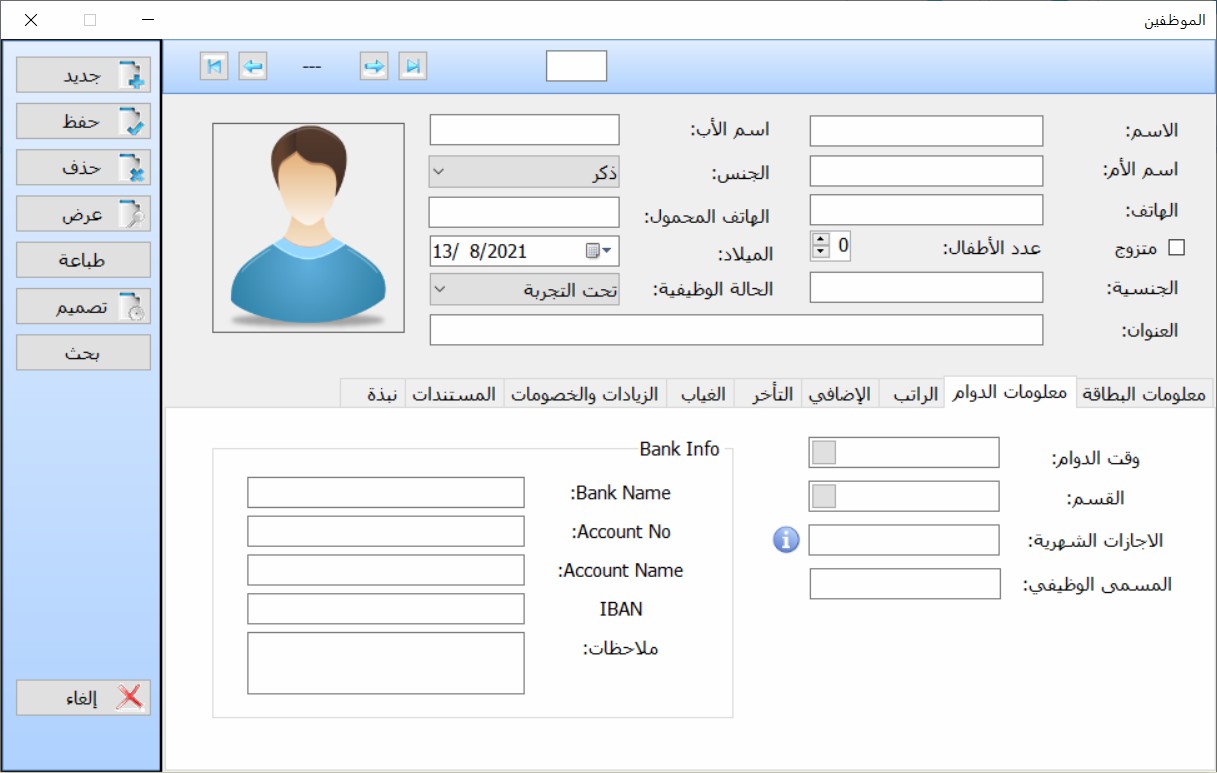 الموظفين
---
جديد
حفظ
حذف
عرض
طباعة
تصميم
بحث
إلغاء
الاسم:
اسم الأب:
اسم الأم:
الجنس:
ذكر
الهاتف:
الهاتف المحمول:
متزوج
عدد الأطفال:
0
الميلاد:
13/ 8/2021
الجنسية:
الحالة الوظيفية:
تحت التجربة
العنوان:
معلومات البطاقة
معلومات الدوام
الراتب
الإضافي
التأخر
الغياب
الزيادات والخصومات
المستندات
نبذة
وقت الدوام:
القسم:
الاجازات الشهرية:
المسمى الوظيفي:
Bank Info
:Bank Name
:Account No
:Account Name
IBAN
ملاحظات: